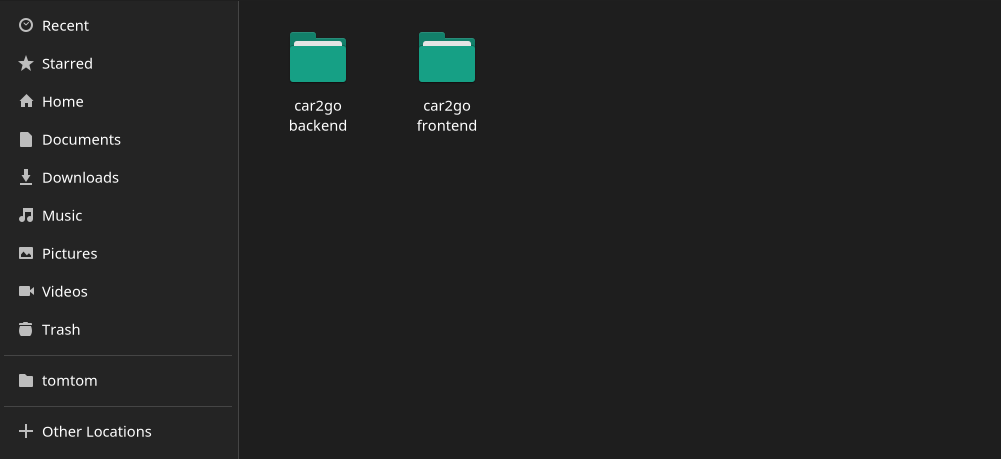 Recent
Starred
Home
Documents
Downloads
Music
Pictures
Videos
Trash
tomtom
Other Locations
car2go
backend
car2go
frontend